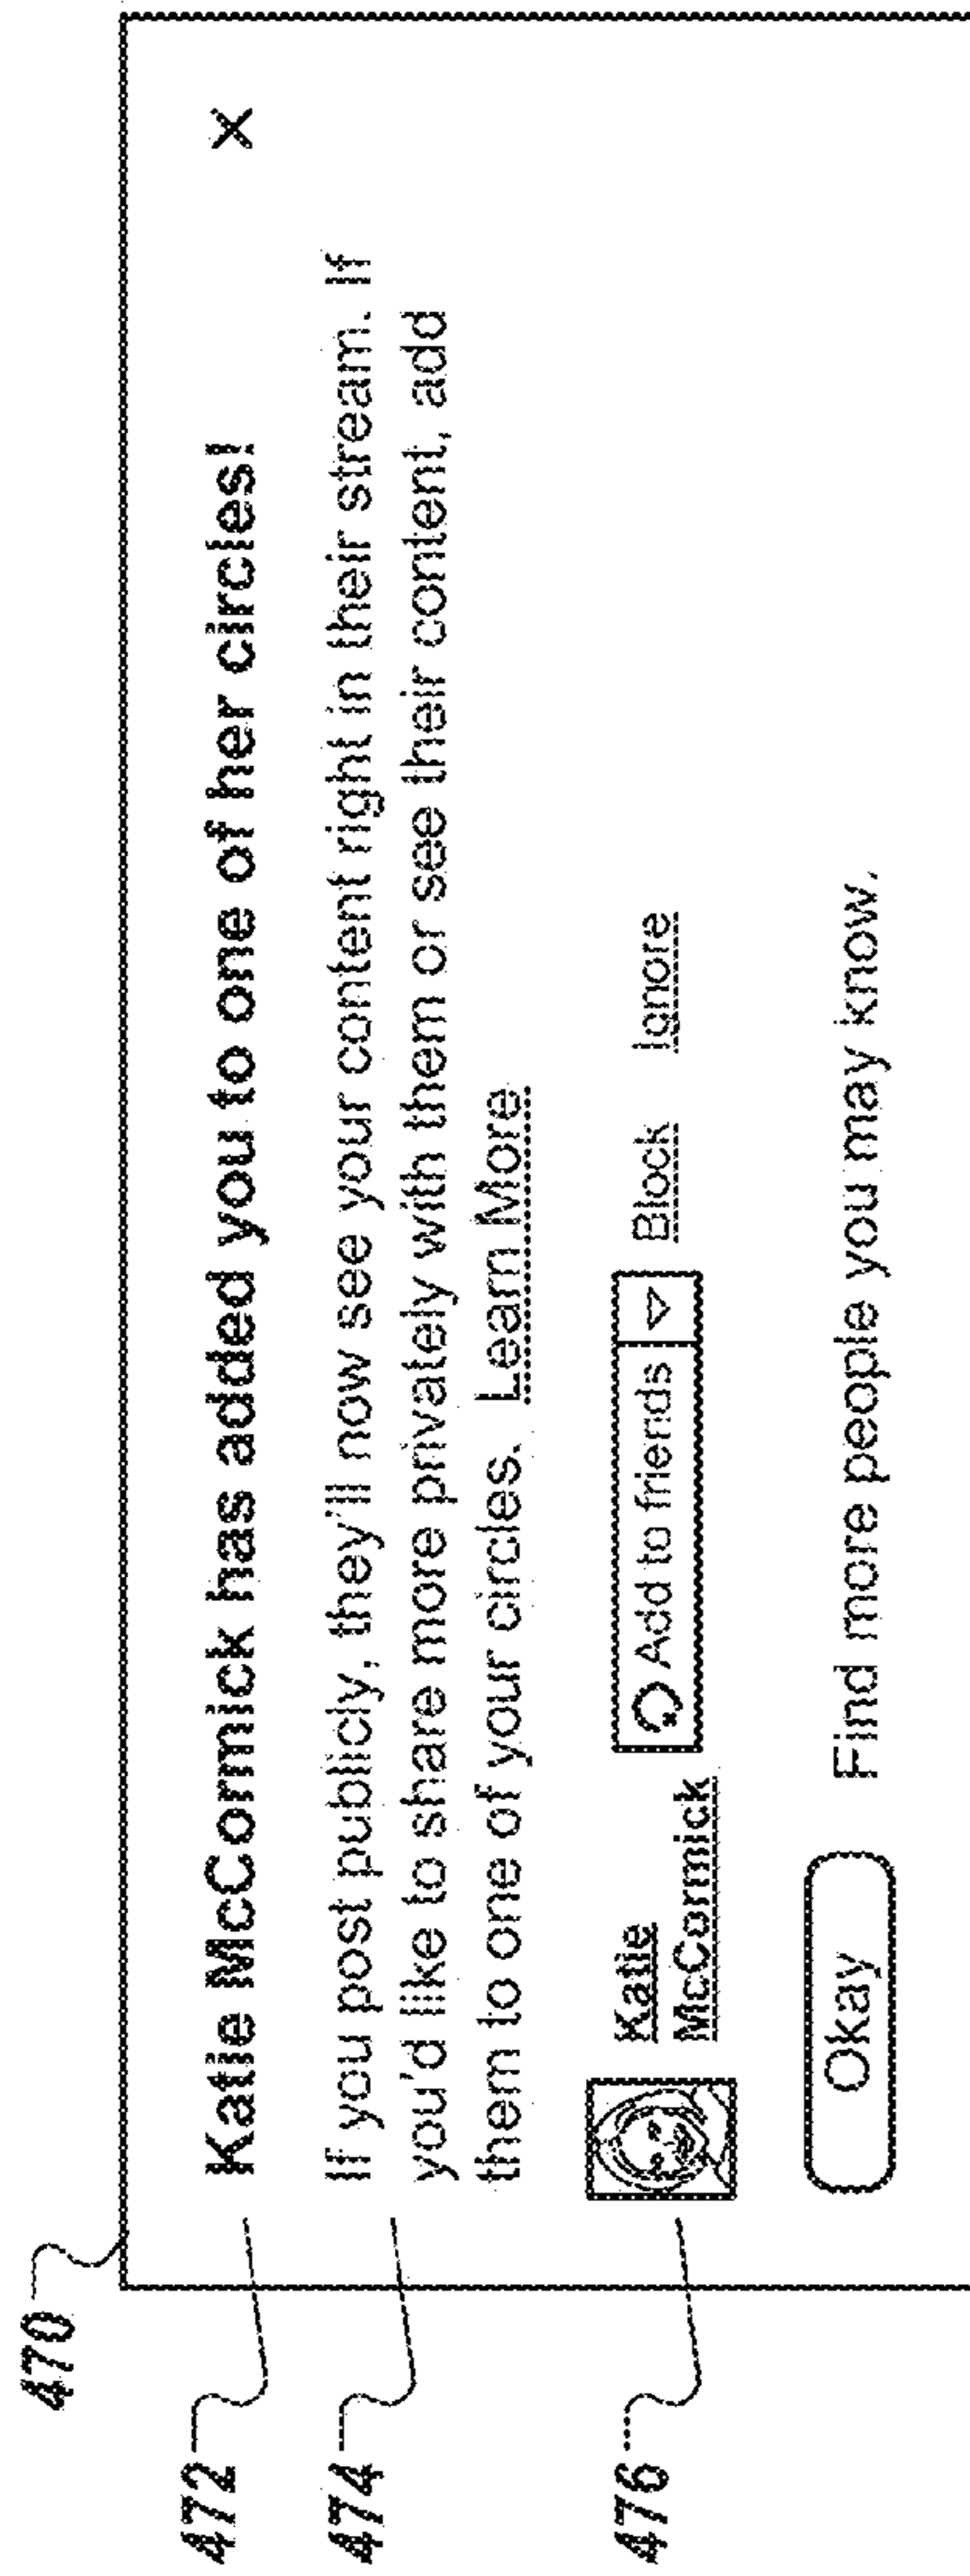 470
472
Katie McCormick has added you to one of her circles!
X
474
If you post publicly, they'll now see your content right in their stream. If
you'd like to share more privately with them or see their content, add
them to one of your circles. Learn More
476
Katie
McCormick
Add to friends
Block
Ignore
Okay
Find more people you may know.